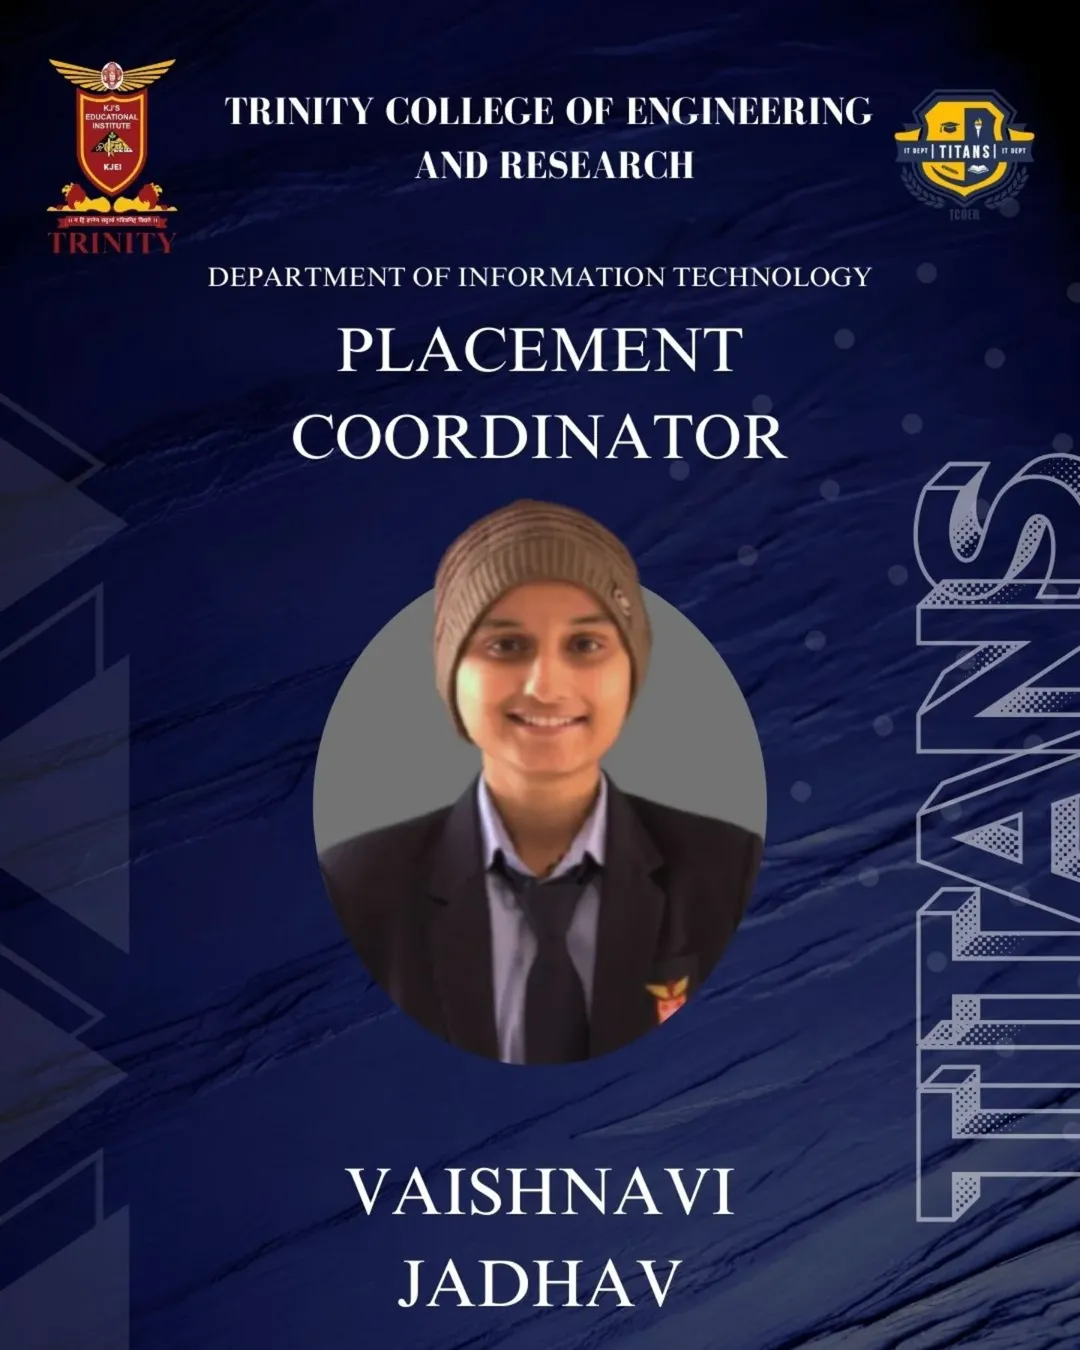 KJ'S
EDUCATIONAL
INSTITUTE
KJEI
TRINITY
TRINITY COLLEGE OF ENGINEERING
AND RESEARCH
IT DEPT |TITANS| IT DEPT
TCOER
DEPARTMENT OF INFORMATION TECHNOLOGY
PLACEMENT
COORDINATOR
TITANS
VAISHNAVI
JADHAV